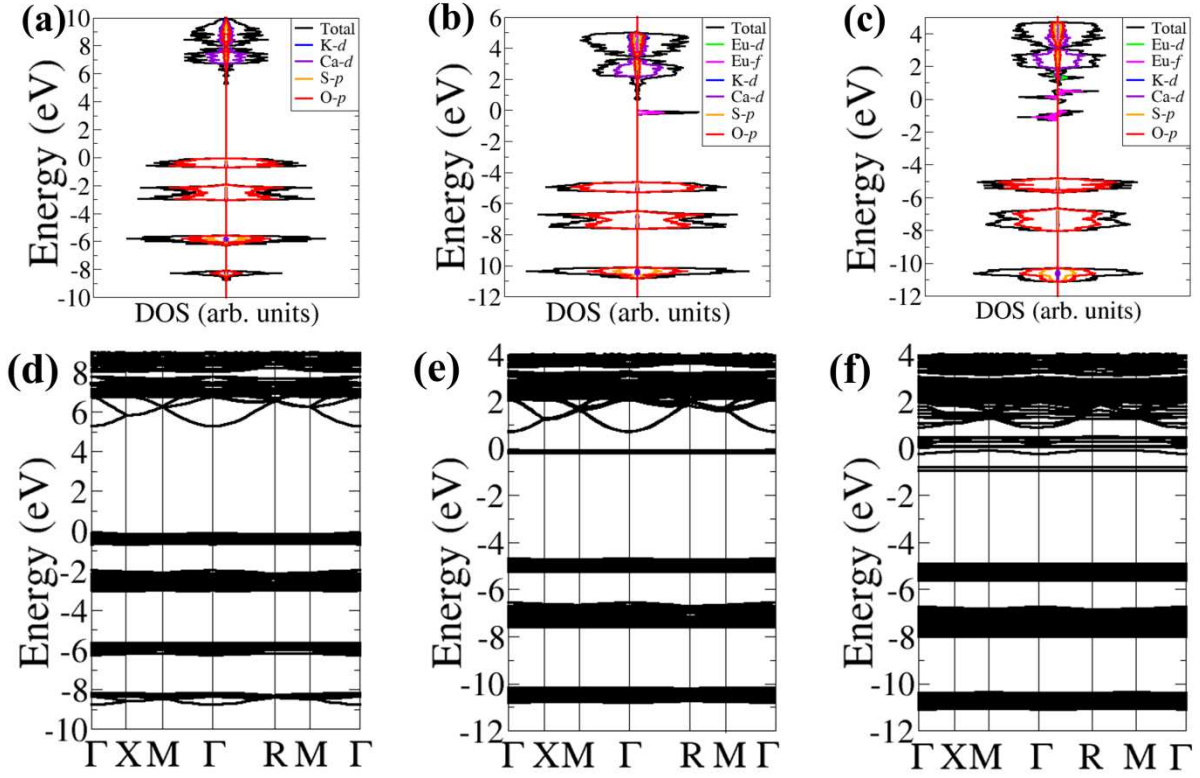 (a)
Energy (eV)
10
8
6
4
2
0
-2
-4
-6
-8
-10
DOS (arb. units)
Total
K-d
Ca-d
S-p
O-p
(b)
Energy (eV)
6
4
2
0
-2
-4
-6
-8
-10
-12
DOS (arb. units)
Total
Eu-d
Eu-f
K-d
Ca-d
S-p
O-p
(c)
Energy (eV)
4
2
0
-2
-4
-6
-8
-10
-12
DOS (arb. units)
Total
Eu-d
Eu-f
K-d
Ca-d
S-p
O-p
(d)
Energy (eV)
8
6
4
2
0
-2
-4
-6
-8
-10
Γ X M Γ R M Γ
(e)
Energy (eV)
4
2
0
-2
-4
-6
-8
-10
-12
Γ X M Γ R M Γ
(f)
Energy (eV)
4
2
0
-2
-4
-6
-8
-10
-12
Γ X M Γ R M Γ